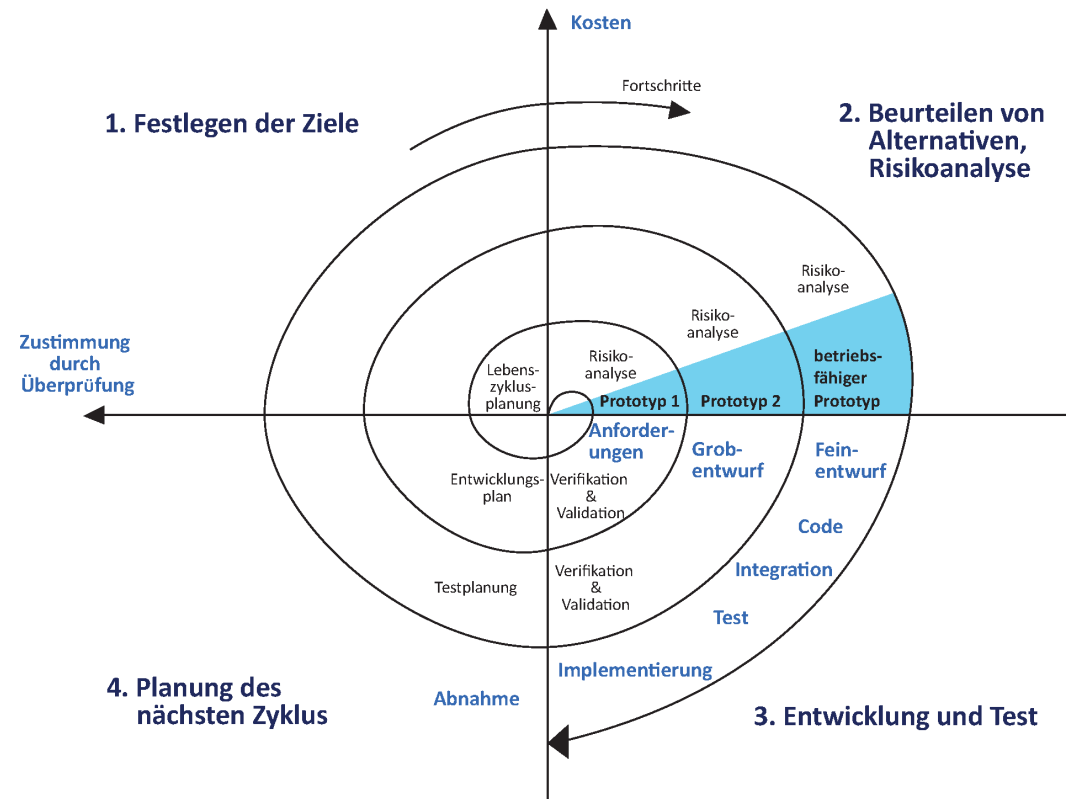 Kosten
Fortschritte
1. Festlegen der Ziele
2. Beurteilen von
Alternativen,
Risikoanalyse
Risiko-
analyse
Risiko-
analyse
Risiko-
analyse
Zustimmung
durch
Überprüfung
Lebens-
zyklus-
planung
betriebs-
fähiger
Prototyp
Prototyp 1
Prototyp 2
Anforder-
ungen
Grob-
entwurf
Fein-
entwurf
Entwicklungs-
plan
Verifikation
&
Validation
Code
Integration
Testplanung
Verifikation
&
Validation
Test
Implementierung
Abnahme
4. Planung des
nächsten Zyklus
3. Entwicklung und Test